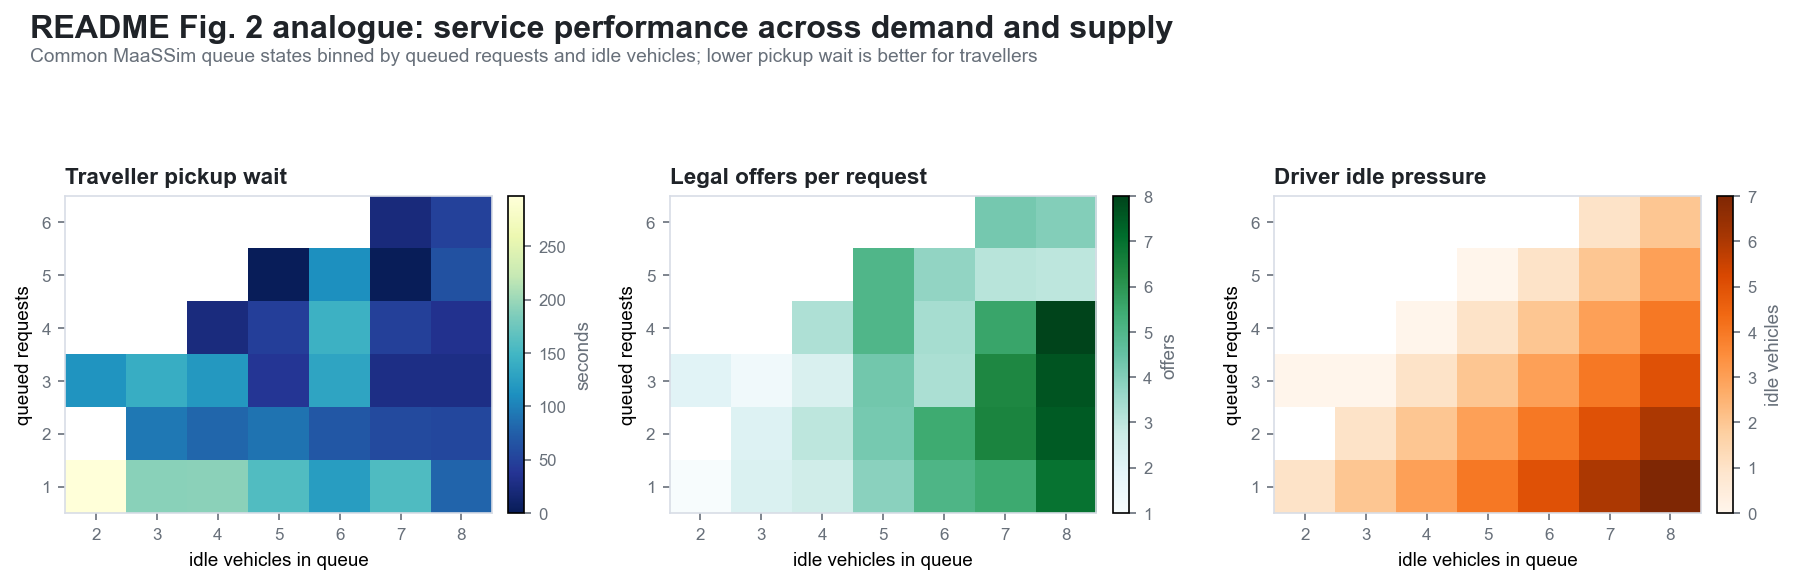 README Fig. 2 analogue: service performance across demand and supply
Common MaaSSim queue states binned by queued requests and idle vehicles; lower pickup wait is better for travellers
Traveller pickup wait
queued requests
6
5
4
3
2
1
2 3 4 5 6 7 8
idle vehicles in queue
250
200
150
100
50
0
seconds
Legal offers per request
queued requests
6
5
4
3
2
1
2 3 4 5 6 7 8
idle vehicles in queue
8
7
6
5
4
3
2
1
offers
Driver idle pressure
queued requests
6
5
4
3
2
1
2 3 4 5 6 7 8
idle vehicles in queue
7
6
5
4
3
2
1
0
idle vehicles